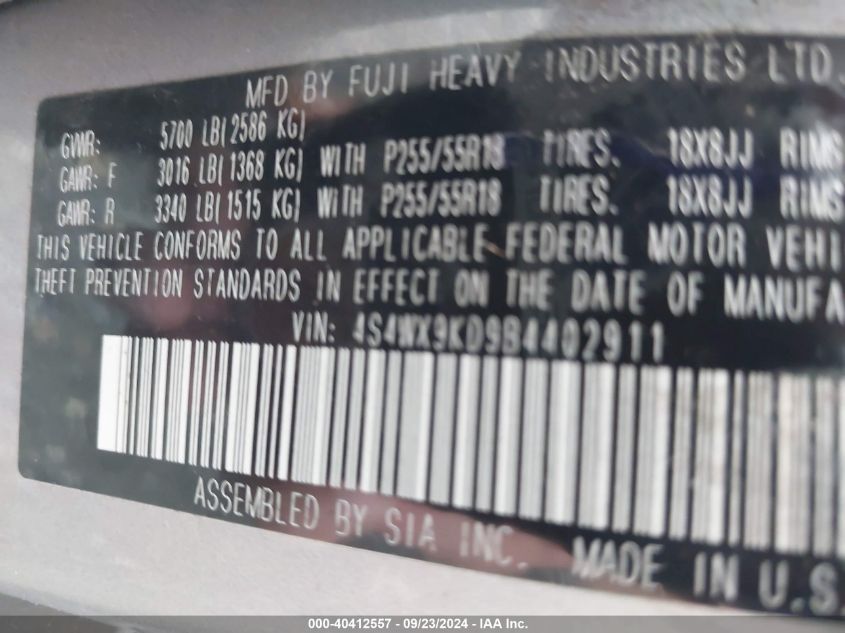 MFD BY FUJI HEAVY INDUSTRIES LTD.
GVWR: 5700 LB( 2586 KG)
GAWR: F 3016 LB( 1368 KG) WITH P255/55R18 TIRES. 18X8JJ RIMS
GAWR: R 3340 LB( 1515 KG) WITH P255/55R18 TIRES. 18X8JJ RIMS
THIS VEHICLE CONFORMS TO ALL APPLICABLE FEDERAL MOTOR VEHI
THEFT PREVENTION STANDARDS IN EFFECT ON THE DATE OF MANUFA
VIN: 4S4WX9KD9B4402911
ASSEMBLED BY SIA INC. MADE IN U.S.
000-40412557 - 09/23/2024 - IAA Inc.